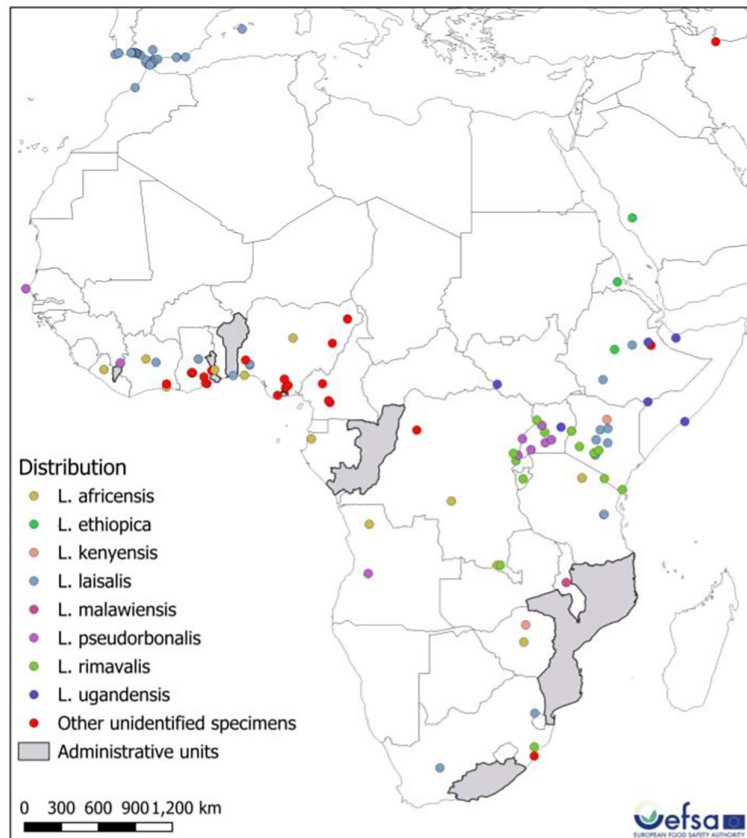 Distribution
L. africensis
L. ethiopica
L. kenyensis
L. laisalis
L. malawiensis
L. pseudorbonalis
L. rimavalis
L. ugandensis
Other unidentified specimens
Administrative units
0 300 600 900 1,200 km
efsa
EUROPEAN FOOD SAFETY AUTHORITY